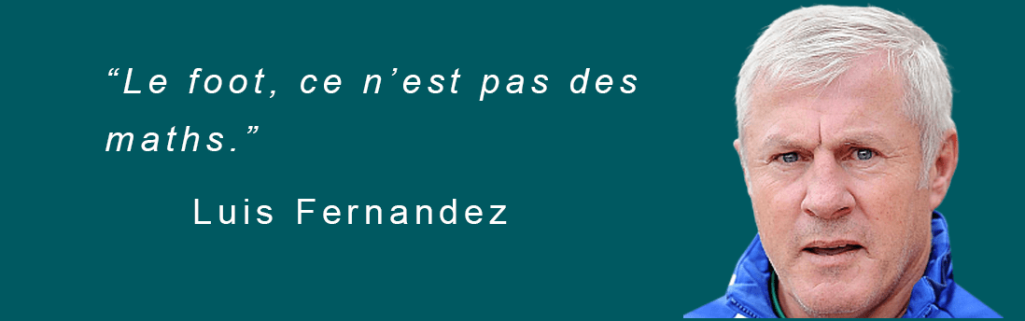 “Le foot, ce n’est pas des
maths.”
Luis Fernandez